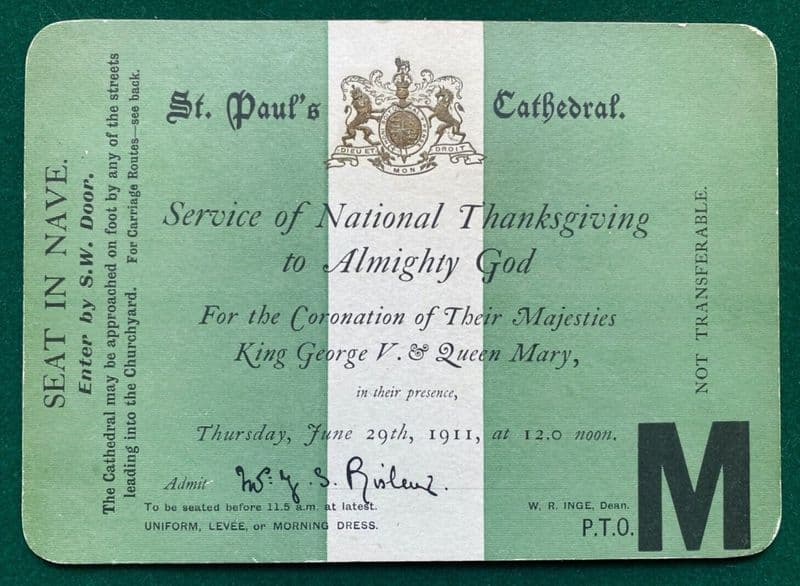 St. Paul's Cathedral.
DIEU ET MON DROIT
Service of National Thanksgiving
to Almighty God
For the Coronation of Their Majesties
King George V. & Queen Mary,
in their presence,
Thursday, June 29th, 1911, at 12.0 noon.
Admit
To be seated before 11.5 a.m. at latest.
UNIFORM, LEVÉE, or MORNING DRESS.
W. R. INGE, Dean.
P.T.O.
M
SEAT IN NAVE.
Enter by S.W. Door.
The Cathedral may be approached on foot by any of the streets
leading into the Churchyard. For Carriage Routes—see back.
NOT TRANSFERABLE.